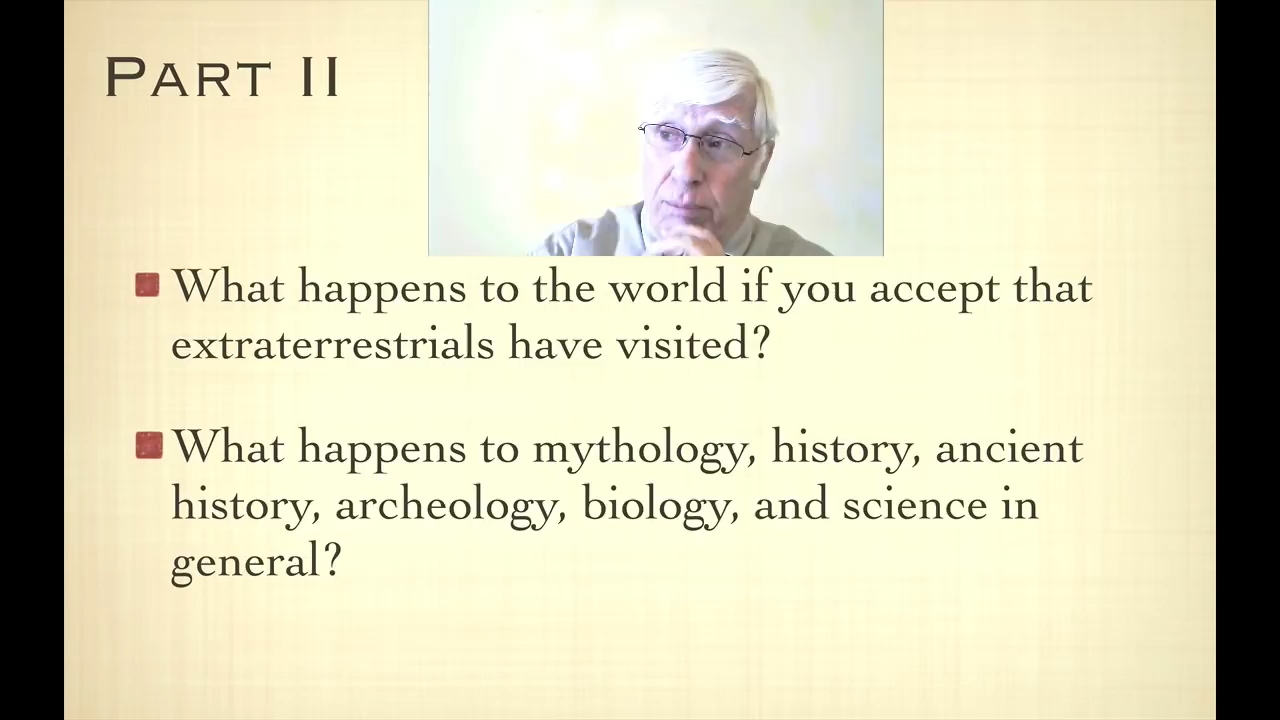 PART II
What happens to the world if you accept that
extraterrestrials have visited?
What happens to mythology, history, ancient
history, archeology, biology, and science in
general?